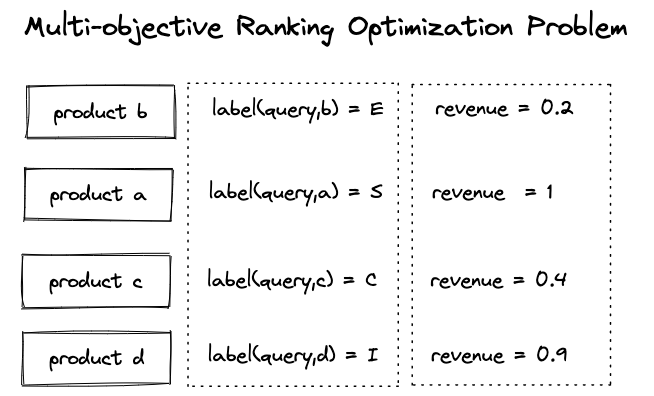 Multi-objective Ranking Optimization Problem
product b label(query,b) = E revenue = 0.2
product a label(query,a) = S revenue = 1
product c label(query,c) = C revenue = 0.4
product d label(query,d) = I revenue = 0.9